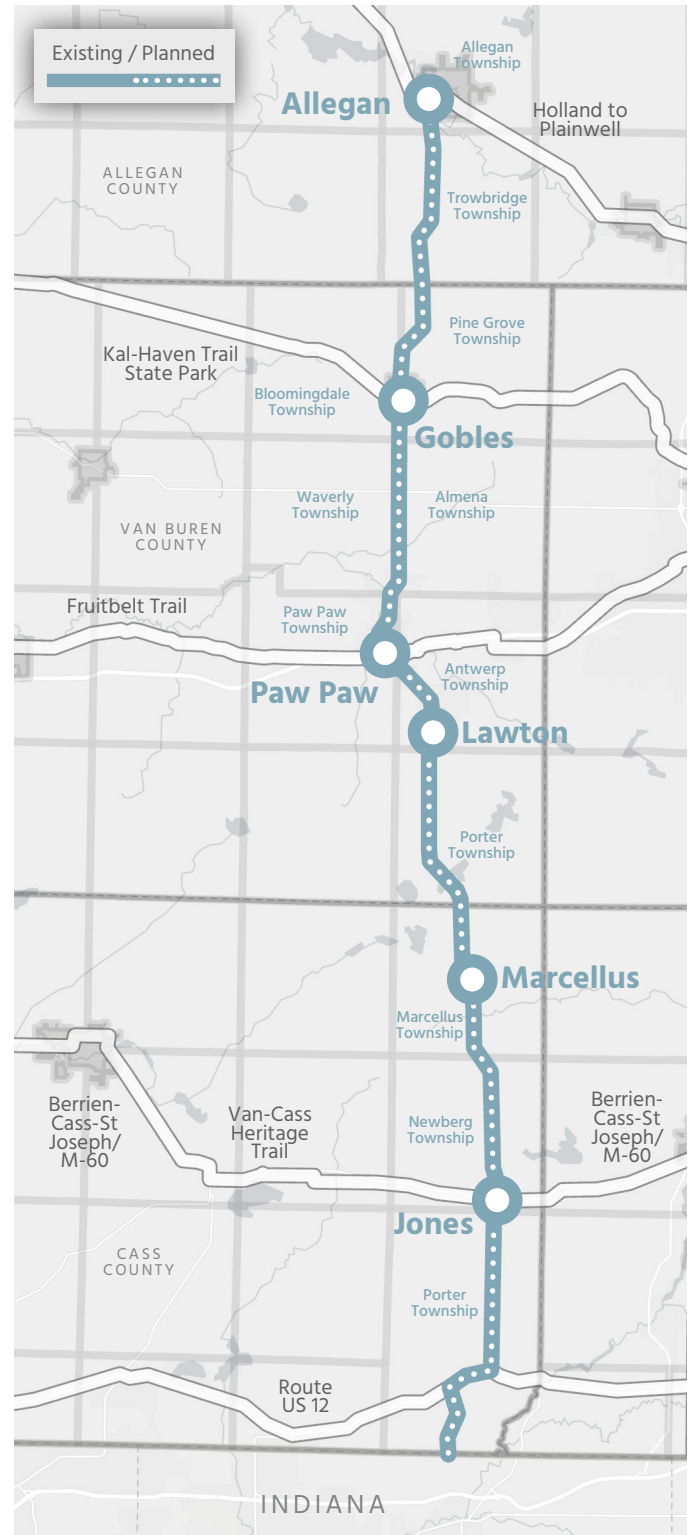 Existing / Planned
Allegan
Township
Allegan
Holland to
Plainwell
ALLEGAN
COUNTY
Trowbridge
Township
Pine Grove
Township
Kal-Haven Trail
State Park
Bloomingdale
Township
Gobles
Waverly
Township
Almena
Township
VAN BUREN
COUNTY
Fruitbelt Trail
Paw Paw
Township
Antwerp
Township
Paw Paw
Lawton
Porter
Township
Marcellus
Marcellus
Township
Berrien-
Cass-St
Joseph/
M-60
Van-Cass
Heritage
Trail
Newberg
Township
Berrien-
Cass-St
Joseph/
M-60
Jones
CASS
COUNTY
Porter
Township
Route
US 12
INDIANA